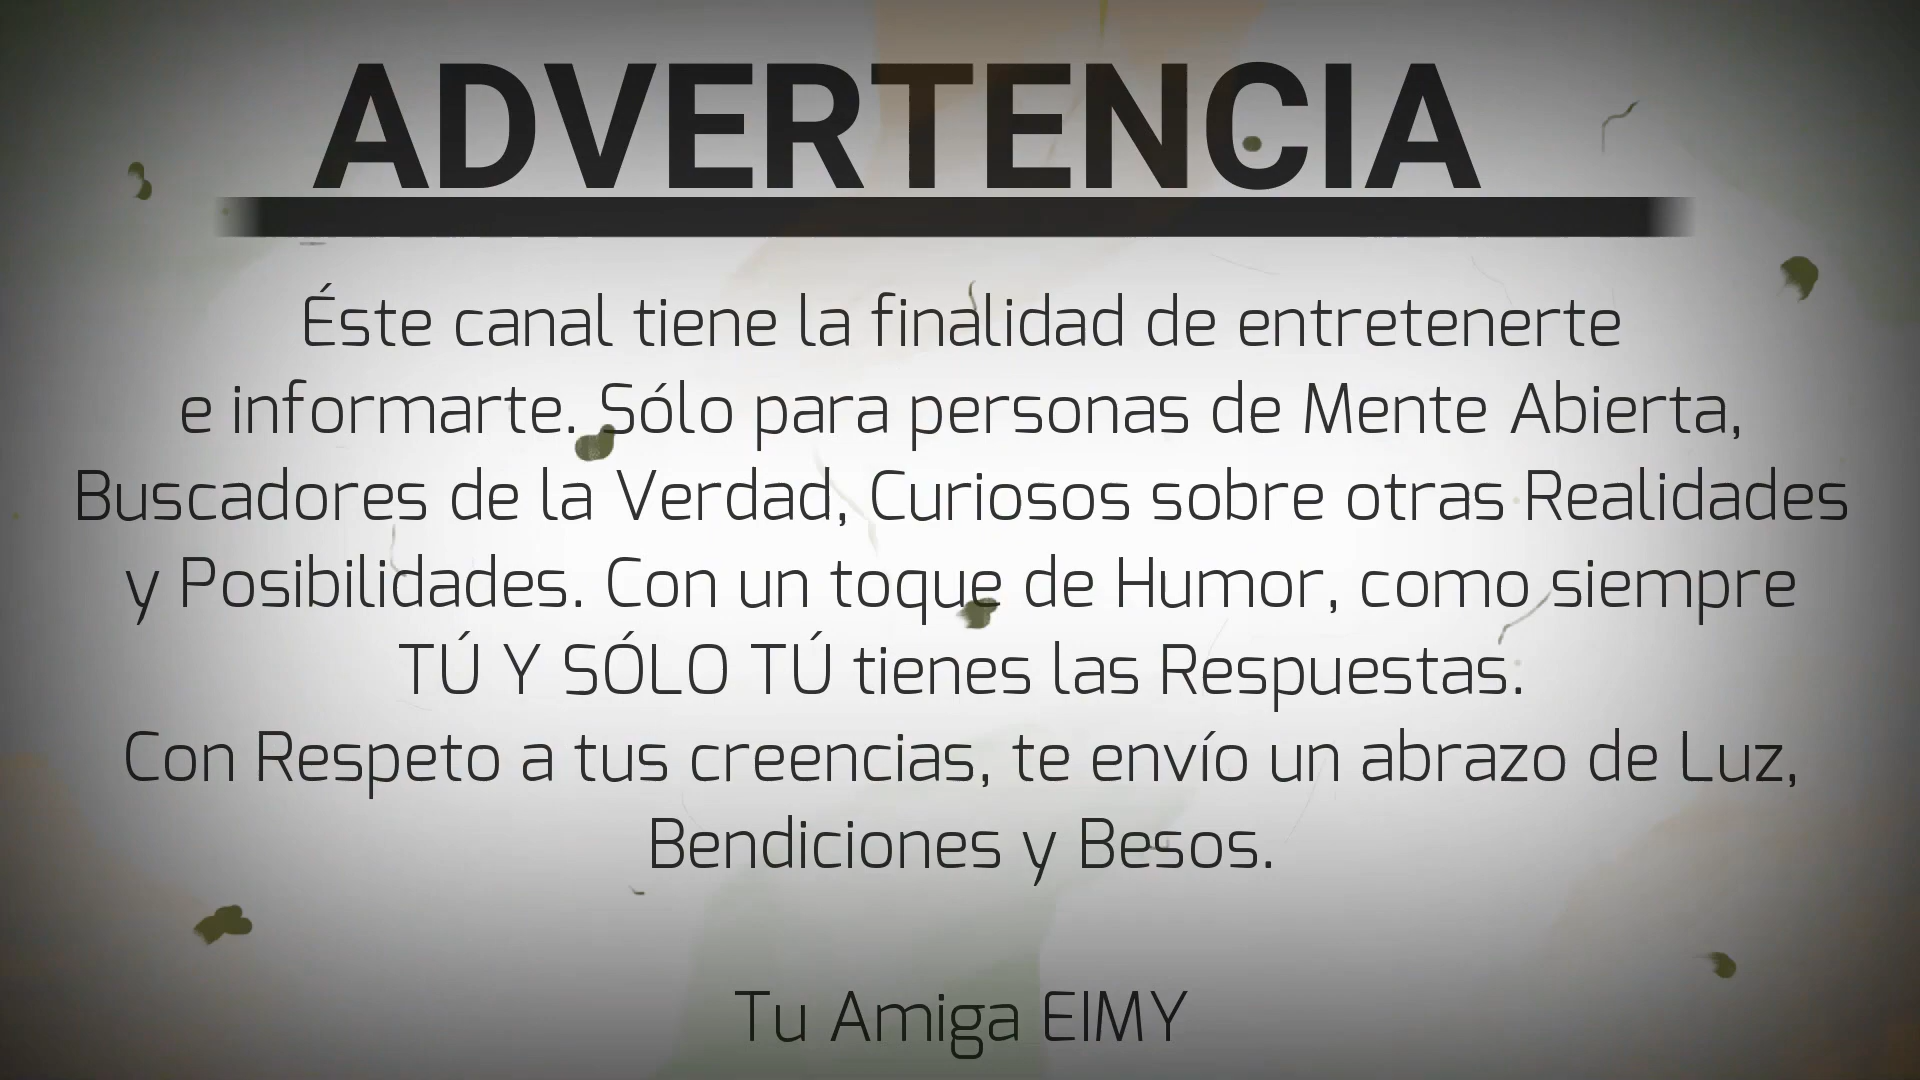 ADVERTENCIA
Éste canal tiene la finalidad de entretenerte
e informarte. Sólo para personas de Mente Abierta,
Buscadores de la Verdad, Curiosos sobre otras Realidades
y Posibilidades. Con un toque de Humor, como siempre
TÚ Y SÓLO TÚ tienes las Respuestas.
Con Respeto a tus creencias, te envío un abrazo de Luz,
Bendiciones y Besos.
Tu Amiga EIMY